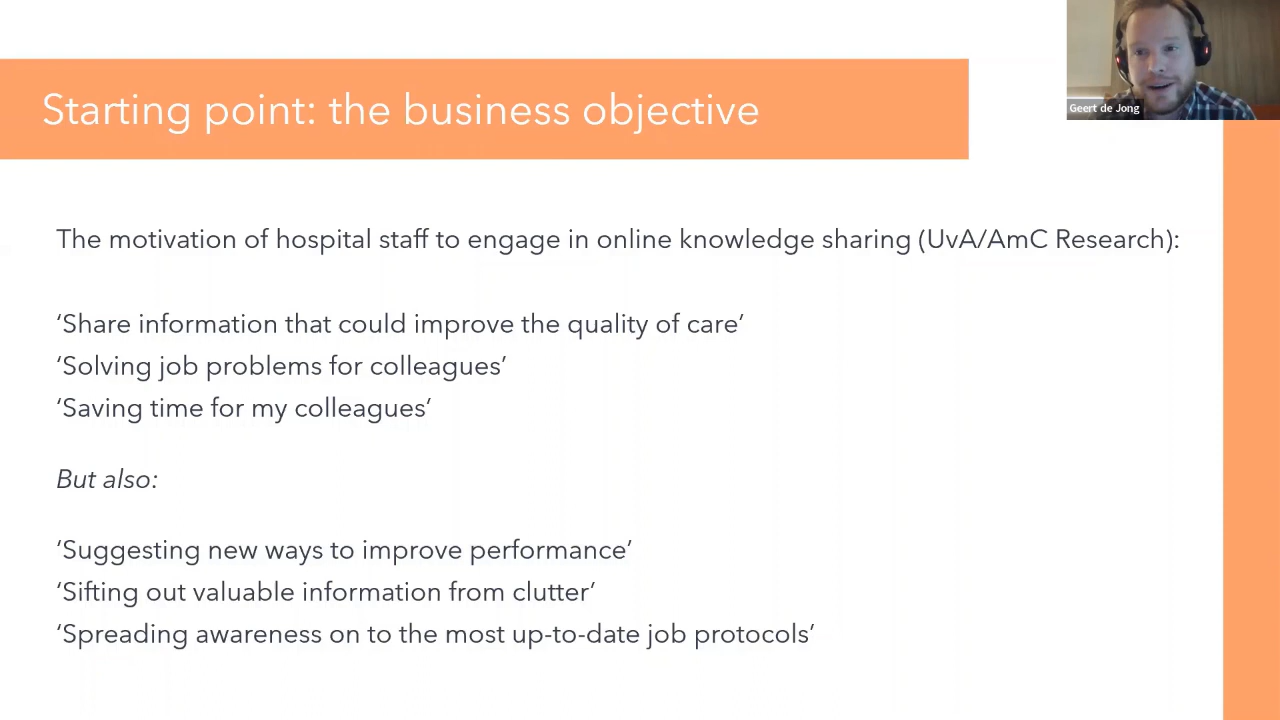 Geert de Jong
Starting point: the business objective
The motivation of hospital staff to engage in online knowledge sharing (UvA/AmC Research):
‘Share information that could improve the quality of care’
‘Solving job problems for colleagues’
‘Saving time for my colleagues’
But also:
‘Suggesting new ways to improve performance’
‘Sifting out valuable information from clutter’
‘Spreading awareness on to the most up-to-date job protocols’